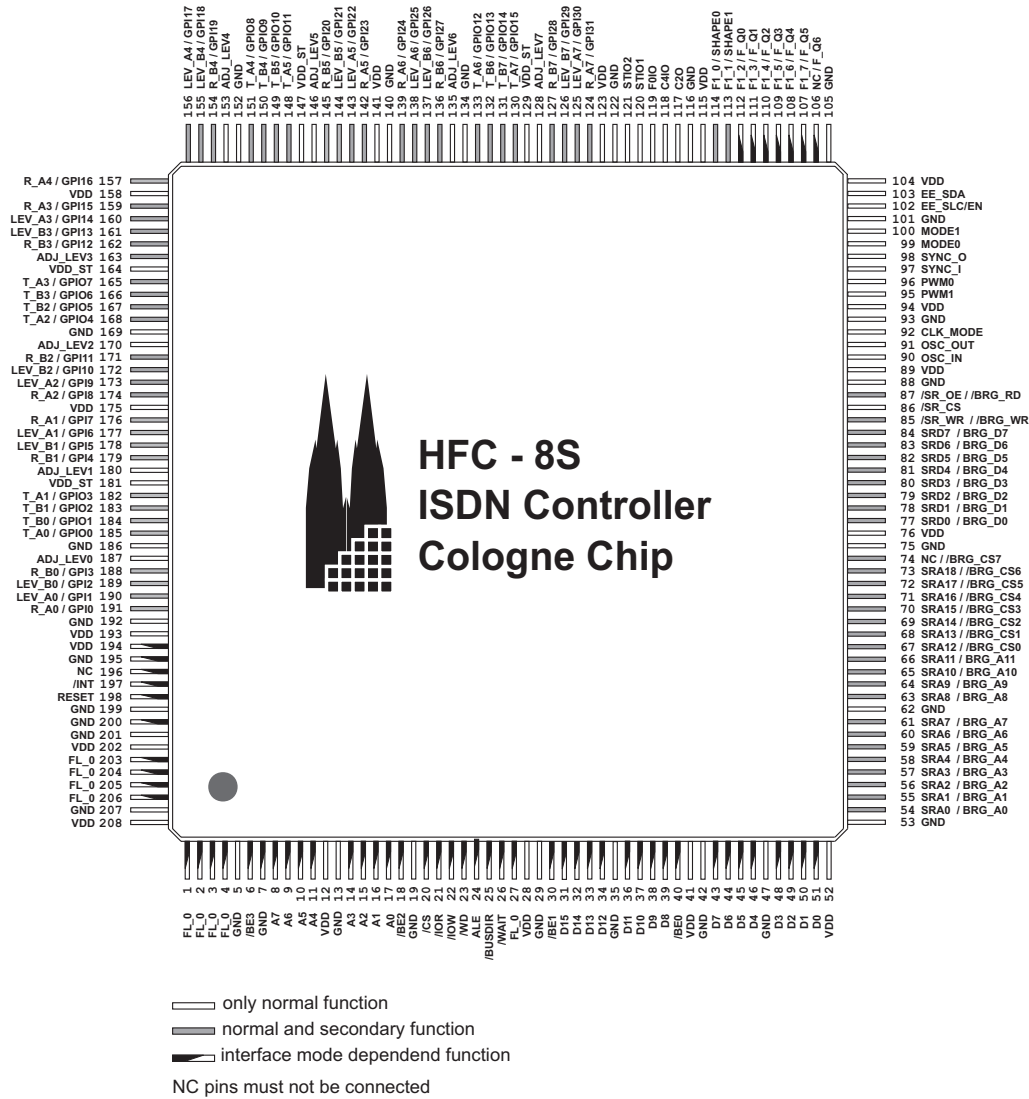 156 LEV_A4 / GPI17
155 LEV_B4 / GPI18
154 R_B4 / GPI19
153 ADJ_LEV4
152 GND
151 T_A4 / GPIO8
150 T_B4 / GPIO9
149 T_B5 / GPIO10
148 T_A5 / GPIO11
147 VDD_ST
146 ADJ_LEV5
145 R_B5 / GPI20
144 LEV_B5 / GPI21
143 LEV_A5 / GPI22
142 R_A5 / GPI23
141 VDD
140 GND
139 R_A6 / GPI24
138 LEV_A6 / GPI25
137 LEV_B6 / GPI26
136 R_B6 / GPI27
135 ADJ_LEV6
134 GND
133 T_A6 / GPIO12
132 T_B6 / GPIO13
131 T_B7 / GPIO14
130 T_A7 / GPIO15
129 VDD_ST
128 ADJ_LEV7
127 R_B7 / GPI28
126 LEV_B7 / GPI29
125 LEV_A7 / GPI30
124 R_A7 / GPI31
123 VDD
122 GND
121 STIO2
120 STIO1
119 F0IO
118 C4IO
117 C2O
116 GND
115 VDD
114 F1_0 / SHAPE0
113 F1_1 / SHAPE1
112 F1_2 / F_Q0
111 F1_3 / F_Q1
110 F1_4 / F_Q2
109 F1_5 / F_Q3
108 F1_6 / F_Q4
107 F1_7 / F_Q5
106 NC / F_Q6
105 GND
R_A4 / GPI16 157
VDD 158
R_A3 / GPI15 159
LEV_A3 / GPI14 160
LEV_B3 / GPI13 161
R_B3 / GPI12 162
ADJ_LEV3 163
VDD_ST 164
T_A3 / GPIO7 165
T_B3 / GPIO6 166
T_B2 / GPIO5 167
T_A2 / GPIO4 168
GND 169
ADJ_LEV2 170
R_B2 / GPI11 171
LEV_B2 / GPI10 172
LEV_A2 / GPI9 173
R_A2 / GPI8 174
VDD 175
R_A1 / GPI7 176
LEV_A1 / GPI6 177
LEV_B1 / GPI5 178
R_B1 / GPI4 179
ADJ_LEV1 180
VDD_ST 181
T_A1 / GPIO3 182
T_B1 / GPIO2 183
T_B0 / GPIO1 184
T_A0 / GPIO0 185
GND 186
ADJ_LEV0 187
R_B0 / GPI3 188
LEV_B0 / GPI2 189
LEV_A0 / GPI1 190
R_A0 / GPI0 191
GND 192
VDD 193
VDD 194
GND 195
NC 196
/INT 197
RESET 198
GND 199
GND 200
GND 201
VDD 202
FL_0 203
FL_0 204
FL_0 205
FL_0 206
GND 207
VDD 208
HFC - 8S
ISDN Controller
Cologne Chip
104 VDD
103 EE_SDA
102 EE_SLC/EN
101 GND
100 MODE1
99 MODE0
98 SYNC_O
97 SYNC_I
96 PWM0
95 PWM1
94 VDD
93 GND
92 CLK_MODE
91 OSC_OUT
90 OSC_IN
89 VDD
88 GND
87 /SR_OE / /BRG_RD
86 /SR_CS
85 /SR_WR / /BRG_WR
84 SRD7 / BRG_D7
83 SRD6 / BRG_D6
82 SRD5 / BRG_D5
81 SRD4 / BRG_D4
80 SRD3 / BRG_D3
79 SRD2 / BRG_D2
78 SRD1 / BRG_D1
77 SRD0 / BRG_D0
76 VDD
75 GND
74 NC / /BRG_CS7
73 SRA18 / /BRG_CS6
72 SRA17 / /BRG_CS5
71 SRA16 / /BRG_CS4
70 SRA15 / /BRG_CS3
69 SRA14 / /BRG_CS2
68 SRA13 / /BRG_CS1
67 SRA12 / /BRG_CS0
66 SRA11 / BRG_A11
65 SRA10 / BRG_A10
64 SRA9 / BRG_A9
63 SRA8 / BRG_A8
62 GND
61 SRA7 / BRG_A7
60 SRA6 / BRG_A6
59 SRA5 / BRG_A5
58 SRA4 / BRG_A4
57 SRA3 / BRG_A3
56 SRA2 / BRG_A2
55 SRA1 / BRG_A1
54 SRA0 / BRG_A0
53 GND
FL_0 1
FL_0 2
FL_0 3
FL_0 4
GND 5
/BE3 6
GND 7
A7 8
A6 9
A5 10
A4 11
VDD 12
GND 13
A3 14
A2 15
A1 16
A0 17
/BE2 18
GND 19
/CS 20
/IOR 21
/IOW 22
/WD 23
ALE 24
/BUSDIR 25
/WAIT 26
FL_0 27
VDD 28
GND 29
/BE1 30
D15 31
D14 32
D13 33
D12 34
GND 35
D11 36
D10 37
D9 38
D8 39
/BE0 40
VDD 41
GND 42
D7 43
D6 44
D5 45
D4 46
GND 47
D3 48
D2 49
D1 50
D0 51
VDD 52
only normal function
normal and secondary function
interface mode dependend function
NC pins must not be connected